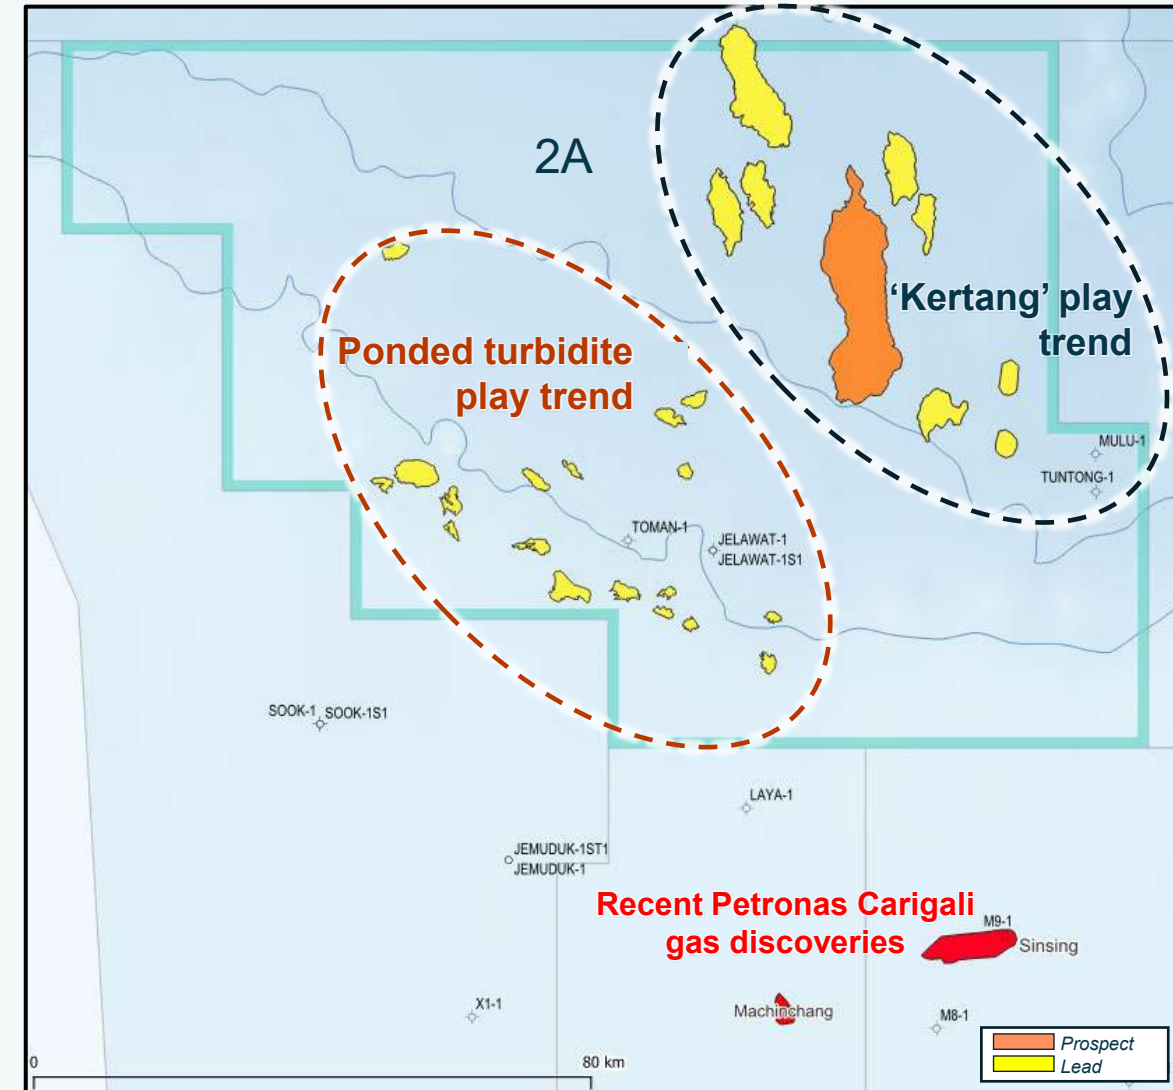 2A
‘Kertang’ play
trend
Ponded turbidite
play trend
MULU-1
TUNTONG-1
TOMAN-1
JELAWAT-1
JELAWAT-1S1
SOOK-1
SOOK-1S1
LAYA-1
JEMUDUK-1ST1
JEMUDUK-1
Recent Petronas Carigali
gas discoveries
M9-1
Sinsing
Machinchang
X1-1
M8-1
0
80 km
Prospect
Lead